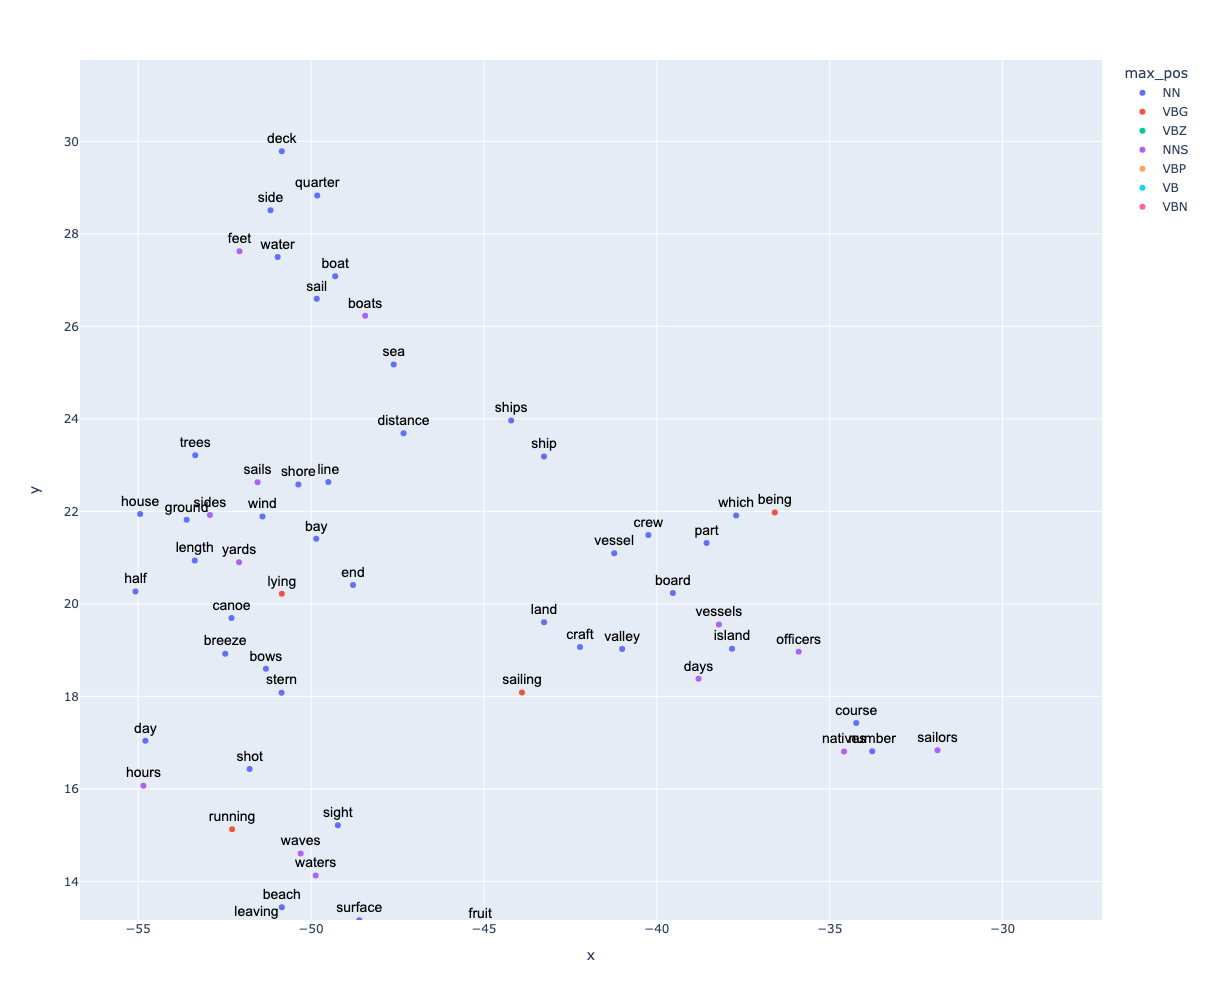 max_pos
NN
VBG
VBZ
NNS
VBP
VB
VBN
30
28
26
24
22
20
18
16
14
y
deck
quarter
side
feet
water
boat
sail
boats
sea
ships
distance
trees
ship
sails
shore
line
house
ground
sides
wind
which
being
bay
crew
part
vessel
length
yards
half
lying
end
board
canoe
land
vessels
craft
valley
island
officers
breeze
bows
days
stern
sailing
day
course
natives
number
sailors
shot
hours
running
sight
waves
waters
beach
leaving
surface
fruit
−55
−50
−45
−40
−35
−30
x